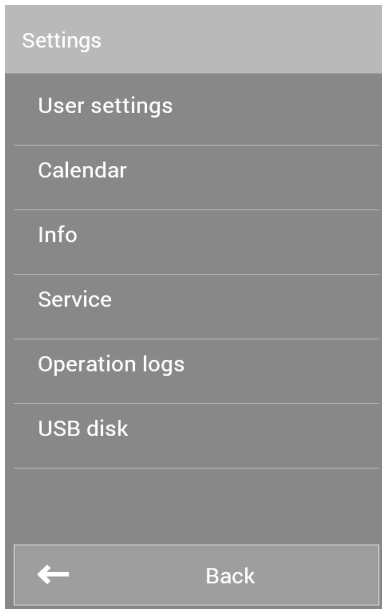 Settings
User settings
Calendar
Info
Service
Operation logs
USB disk
Back